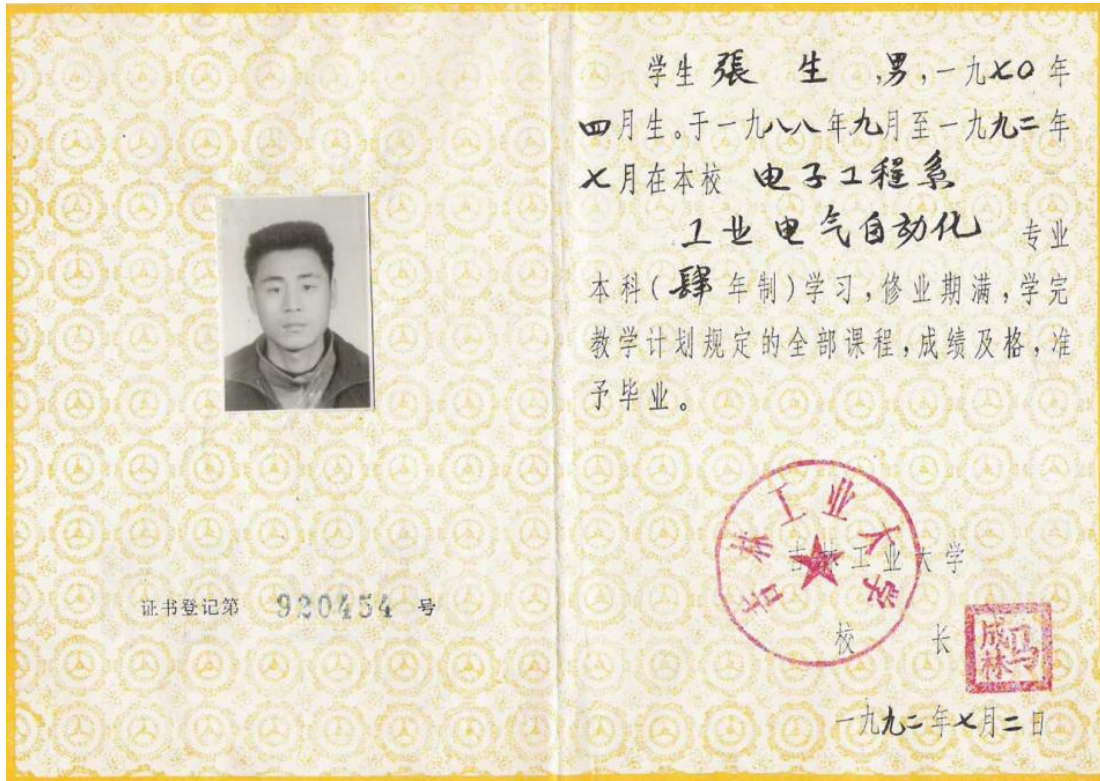 证书登记第 920454 号
学生 張 生 ,男,一九七〇年
四月生。于一九八八年九月至一九九二年
七月在本校 电子工程系
工业电气自动化 专业
本科(肆年制)学习,修业期满,学完
教学计划规定的全部课程,成绩及格,准
予毕业。
吉林工业大学
吉林工业大学
校 长
成林
一九九二年七月二日